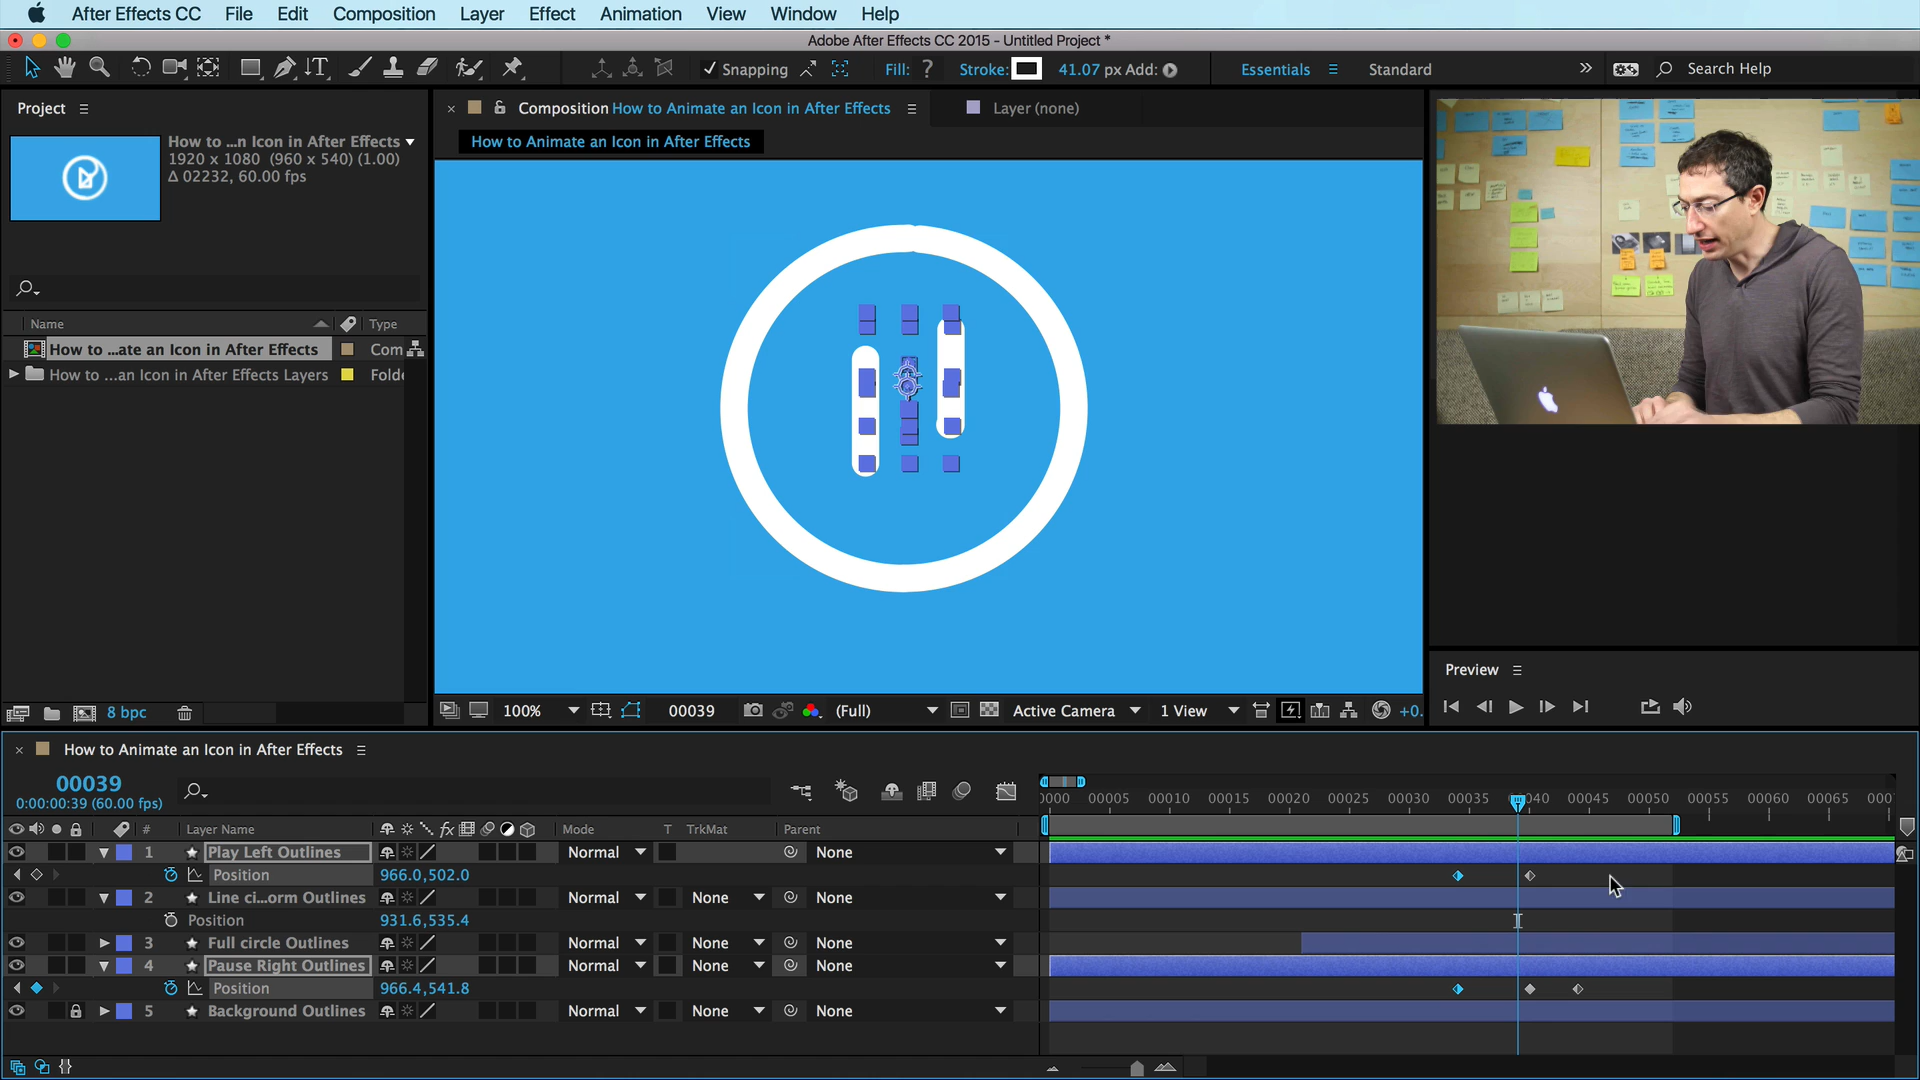 After Effects CC File Edit Composition Layer Effect Animation View Window Help
Adobe After Effects CC 2015 - Untitled Project *
Snapping Fill: ? Stroke: 41.07 px Add: Essentials Standard Search Help
Project
Composition How to Animate an Icon in After Effects Layer (none)
How to Animate an Icon in After Effects
How to ...n Icon in After Effects
1920 x 1080 (960 x 540) (1.00)
Δ 02232, 60.00 fps
Name Type
How to ...ate an Icon in After Effects Com
How to ...an Icon in After Effects Layers Folde
8 bpc
100% 00039 (Full) Active Camera 1 View +0.
Preview
How to Animate an Icon in After Effects
00039
0:00:00:39 (60.00 fps)
0000 00005 00010 00015 00020 00025 00030 00035 040 00045 00050 00055 00060 00065 000
# Layer Name fx Mode T TrkMat Parent
1 Play Left Outlines Normal None
Position 966.0,502.0
2 Line ci...orm Outlines Normal None None
Position 931.6,535.4
3 Full circle Outlines Normal None None
4 Pause Right Outlines Normal None None
Position 966.4,541.8
5 Background Outlines Normal None None